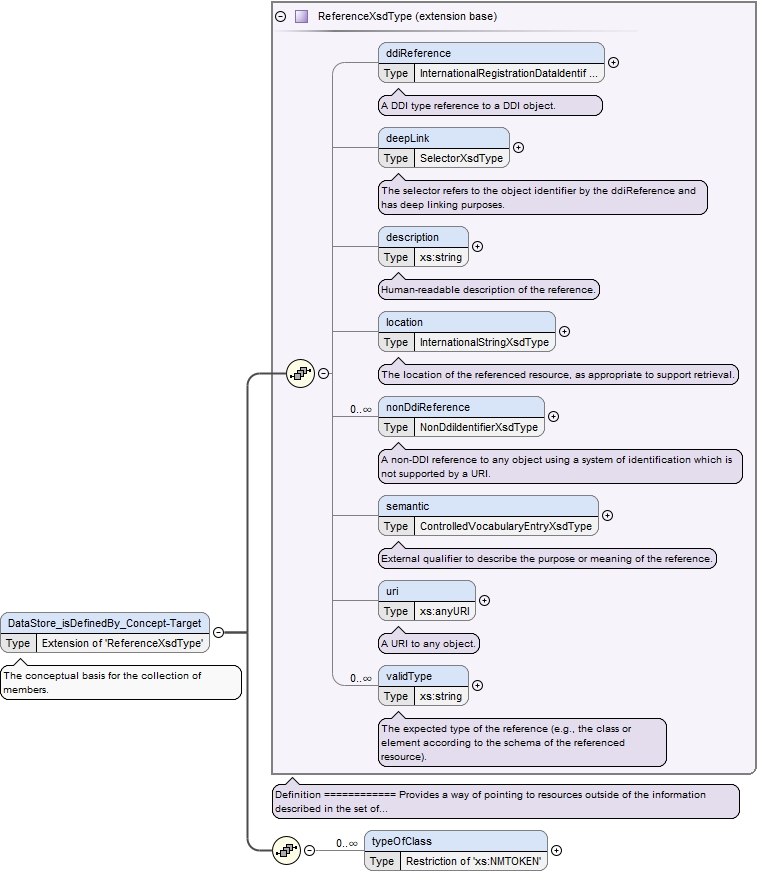 ReferenceXsdType (extension base)
ddiReference
Type InternationalRegistrationDataIdentif ...
A DDI type reference to a DDI object.
deepLink
Type SelectorXsdType
The selector refers to the object identifier by the ddiReference and
has deep linking purposes.
description
Type xs:string
Human-readable description of the reference.
location
Type InternationalStringXsdType
The location of the referenced resource, as appropriate to support retrieval.
0..∞ nonDdiReference
Type NonDdiIdentifierXsdType
A non-DDI reference to any object using a system of identification which is
not supported by a URI.
semantic
Type ControlledVocabularyEntryXsdType
External qualifier to describe the purpose or meaning of the reference.
uri
Type xs:anyURI
A URI to any object.
0..∞ validType
Type xs:string
The expected type of the reference (e.g., the class or
element according to the schema of the referenced
resource).
DataStore_isDefinedBy_Concept-Target
Type Extension of 'ReferenceXsdType'
The conceptual basis for the collection of
members.
Definition ============ Provides a way of pointing to resources outside of the information
described in the set of...
0..∞ typeOfClass
Type Restriction of 'xs:NMTOKEN'